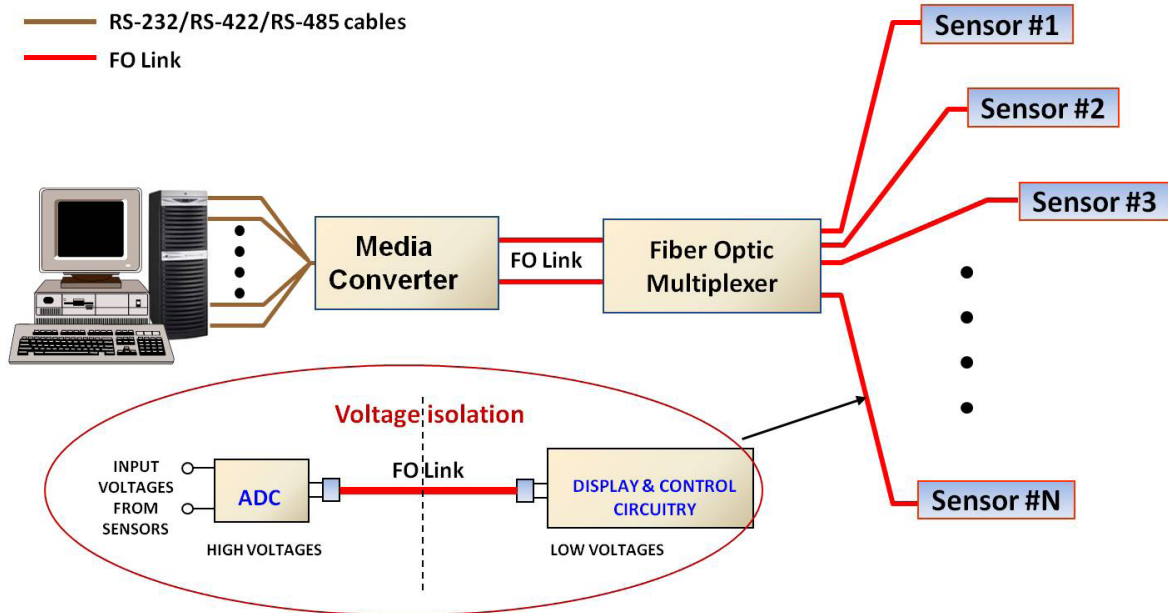 RS-232/RS-422/RS-485 cables
FO Link
Sensor #1
Sensor #2
Sensor #3
Media
Converter
FO Link
Fiber Optic
Multiplexer
Sensor #N
Voltage isolation
INPUT
VOLTAGES
FROM
SENSORS
ADC
FO Link
DISPLAY & CONTROL
CIRCUITRY
HIGH VOLTAGES
LOW VOLTAGES